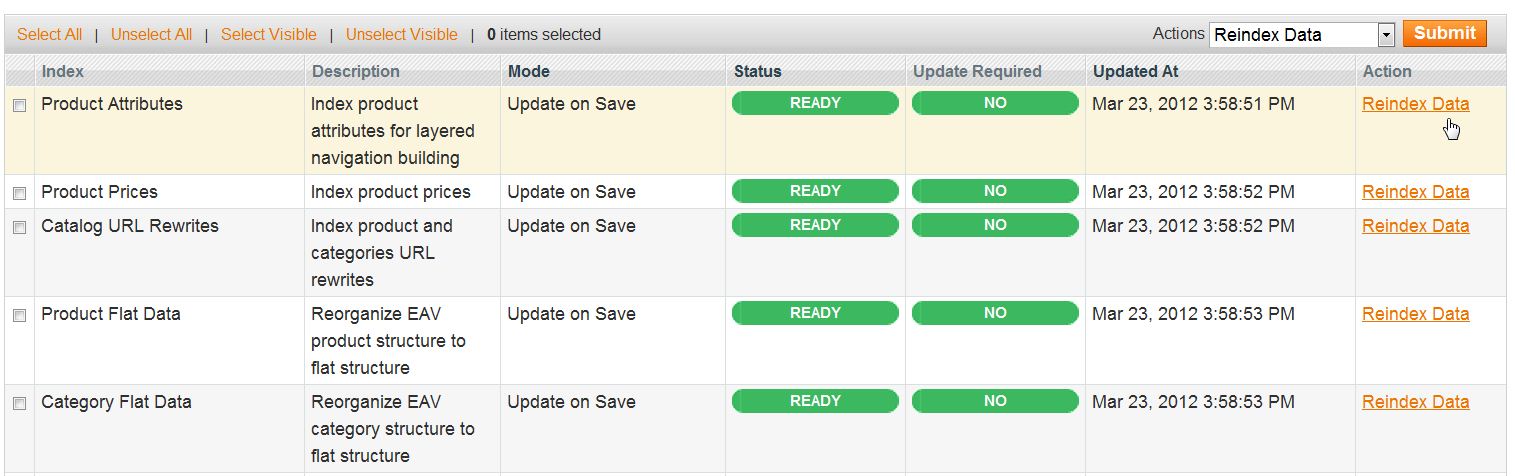 Select All | Unselect All | Select Visible | Unselect Visible | 0 items selected Actions Reindex Data Submit
Index Description Mode Status Update Required Updated At Action
Product Attributes Index product Update on Save READY NO Mar 23, 2012 3:58:51 PM Reindex Data
attributes for layered
navigation building
Product Prices Index product prices Update on Save READY NO Mar 23, 2012 3:58:52 PM Reindex Data
Catalog URL Rewrites Index product and Update on Save READY NO Mar 23, 2012 3:58:52 PM Reindex Data
categories URL
rewrites
Product Flat Data Reorganize EAV Update on Save READY NO Mar 23, 2012 3:58:53 PM Reindex Data
product structure to
flat structure
Category Flat Data Reorganize EAV Update on Save READY NO Mar 23, 2012 3:58:53 PM Reindex Data
category structure to
flat structure